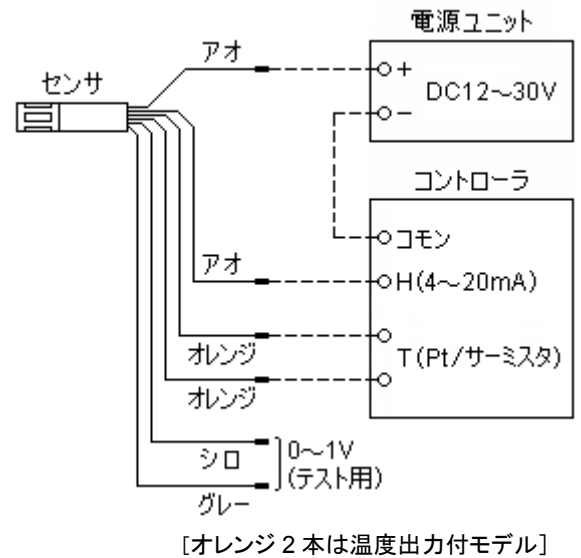 電源ユニット
アオ
+
DC12～30V
センサ
-
コントローラ
コモン
アオ
H(4～20mA)
オレンジ
T(Pt/サーミスタ)
オレンジ
シロ
0～1V
(テスト用)
グレー
[オレンジ2本は温度出力付モデル]